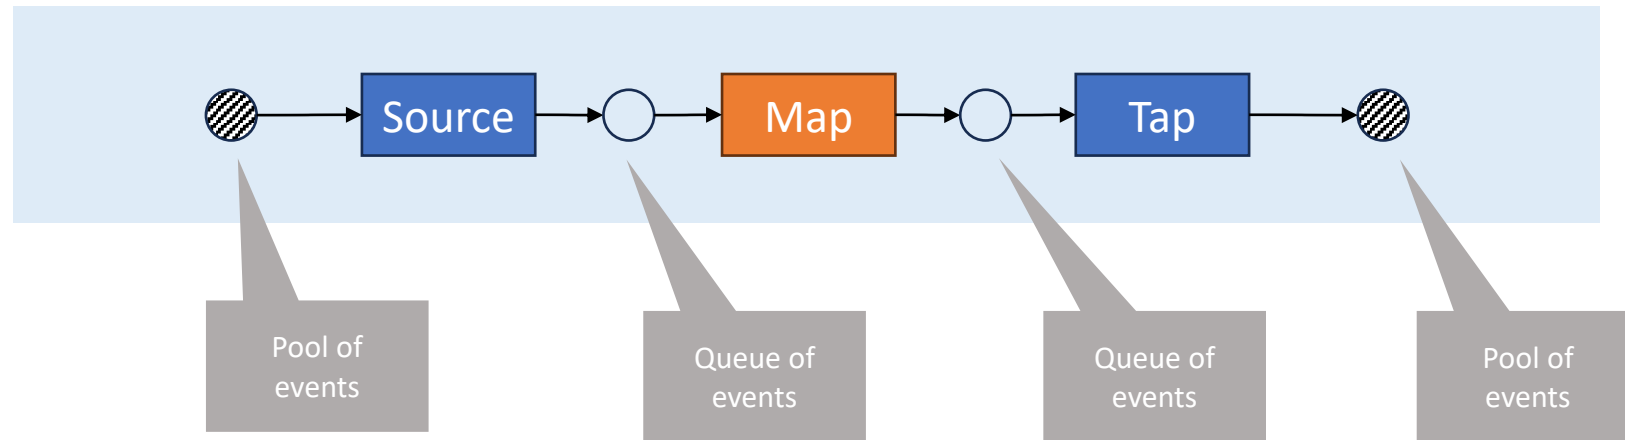 Source
Map
Tap
Pool of
events
Queue of
events
Queue of
events
Pool of
events